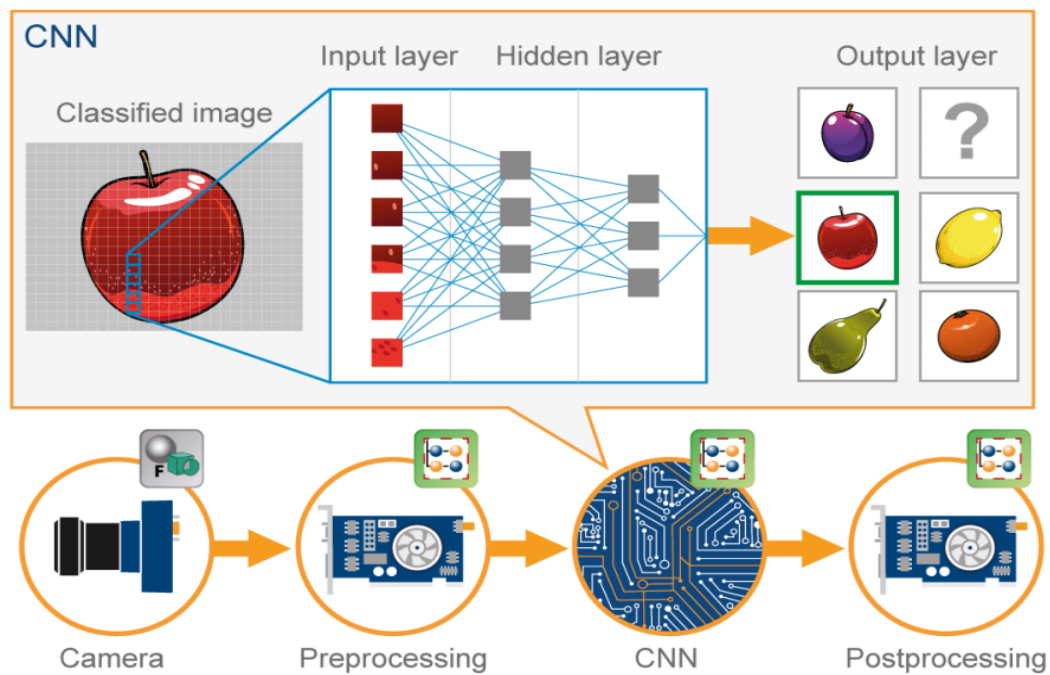 CNN
Input layer
Hidden layer
Output layer
Classified image
?
F
Camera
Preprocessing
CNN
Postprocessing